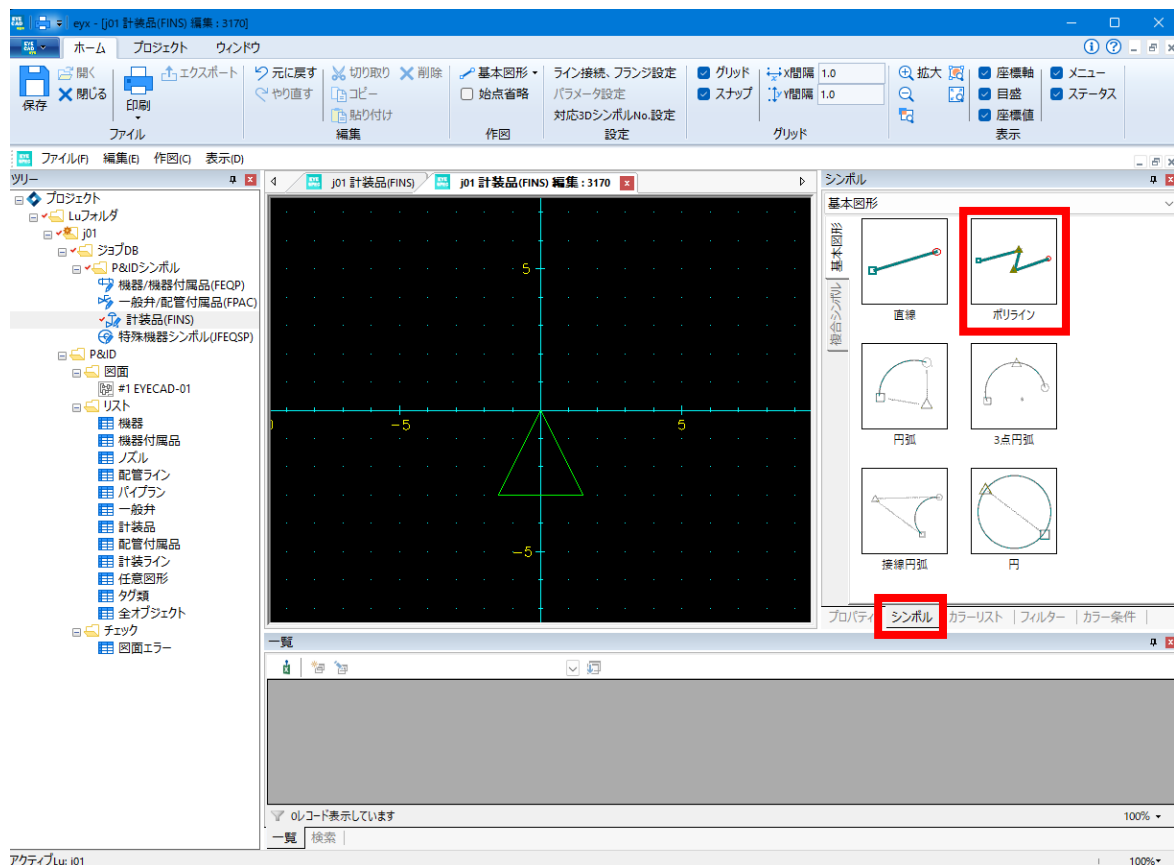 eyx - [j01 計装品(FINS) 編集 : 3170]
ホーム プロジェクト ウィンドウ
開く エクスポート 元に戻す 切り取り 削除 基本図形 ライン接続、フランジ設定 グリッド X間隔 1.0 拡大 座標軸 メニュー
保存 閉じる 印刷 やり直す コピー 始点省略 パラメータ設定 スナップ Y間隔 1.0 目盛 ステータス
貼り付け 対応3DシンボルNo.設定 座標値
ファイル 編集 作図 設定 グリッド 表示
ファイル(F) 編集(E) 作図(C) 表示(D)
ツリー
プロジェクト
Luフォルダ
j01
ジョブDB
P&IDシンボル
機器/機器付属品(FEQP)
一般弁/配管付属品(FPAC)
計装品(FINS)
特殊機器シンボル(JFEQSP)
P&ID
図面
#1 EYECAD-01
リスト
機器
機器付属品
ノズル
配管ライン
パイプラン
一般弁
計装品
配管付属品
計装ライン
任意図形
タグ類
全オブジェクト
チェック
図面エラー
j01 計装品(FINS) j01 計装品(FINS) 編集 : 3170
5
-5 5
-5
シンボル
基本図形
基本図形
複合シンボル
直線 ポリライン
円弧 3点円弧
接線円弧 円
プロパティ シンボル カラーリスト フィルター カラー条件
一覧
0レコード表示しています 100%
一覧 検索
アクティブLu: j01 100%